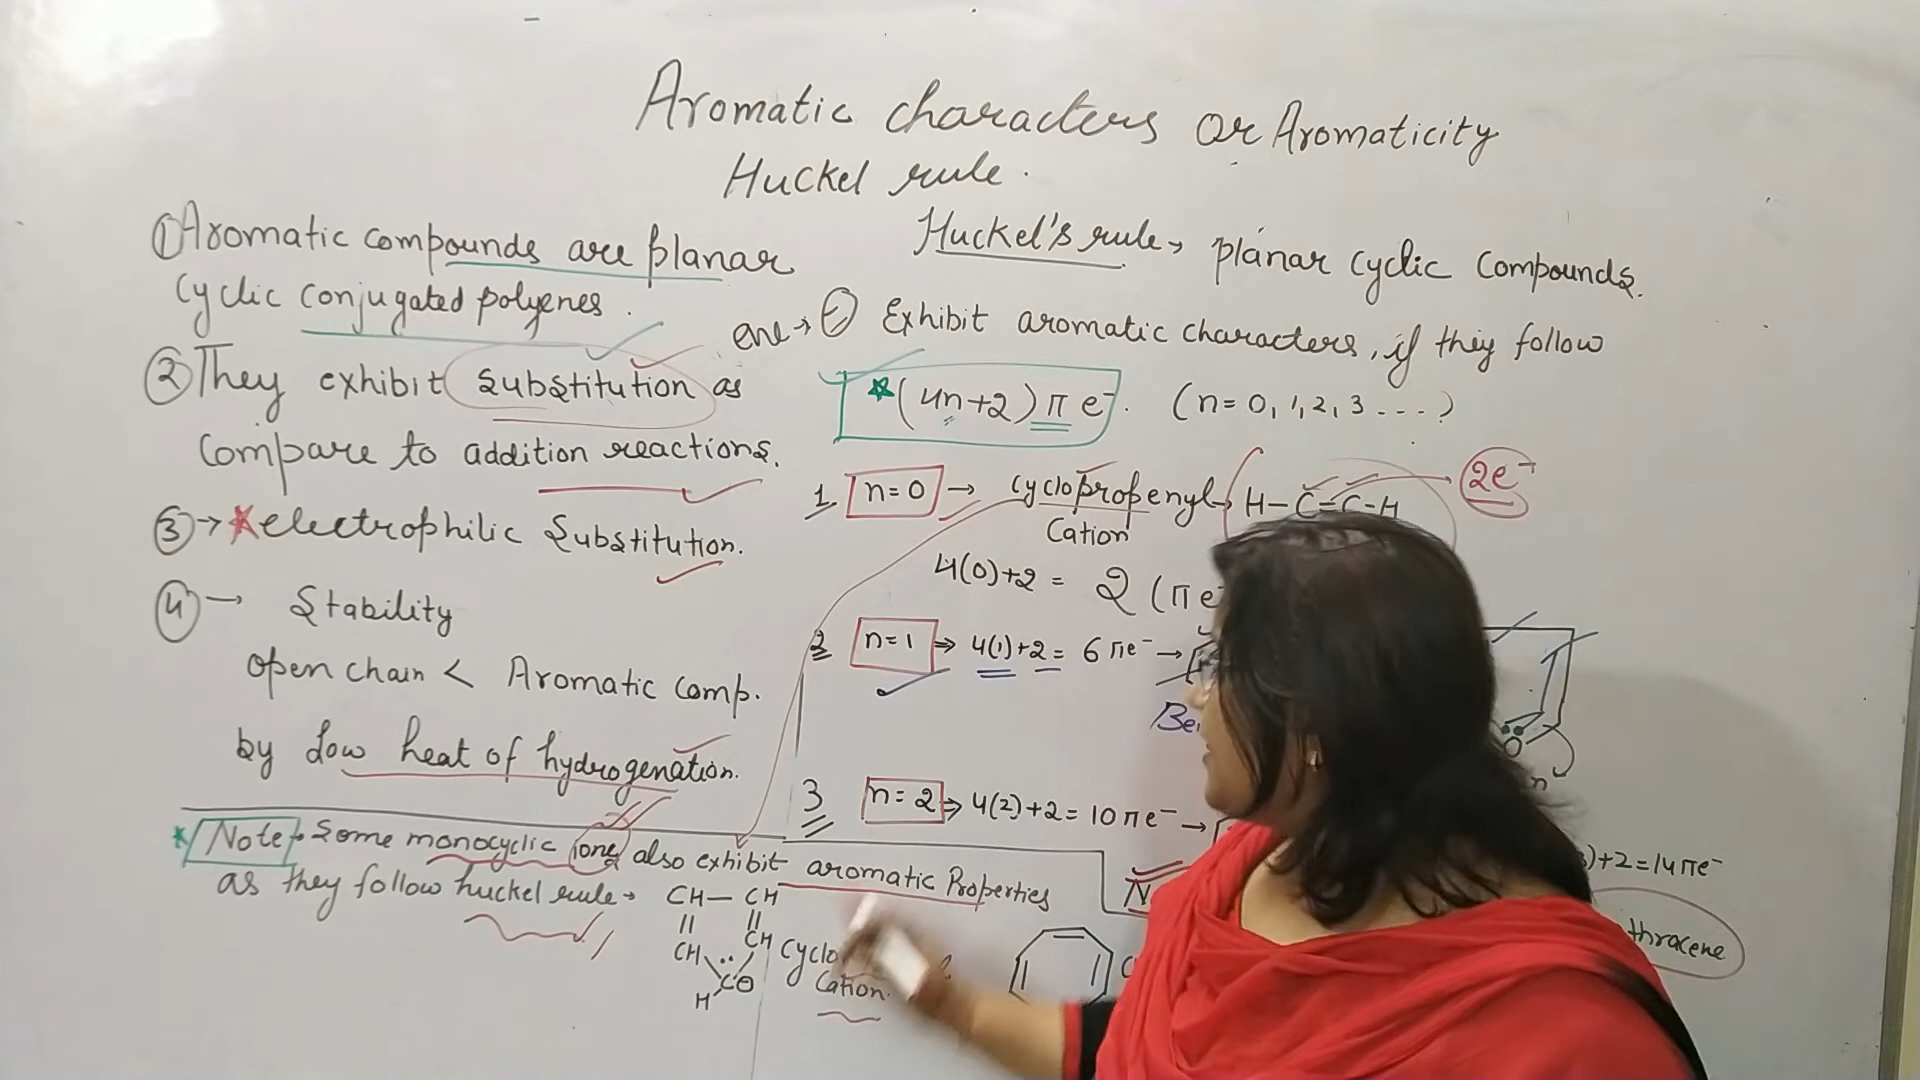 Aromatic characters or Aromaticity
Huckel rule.
① Aromatic compounds are planar
cyclic conjugated polyenes.
② They exhibit substitution as
compare to addition reactions.
③ → electrophilic substitution.
④ → Stability
open chain < Aromatic comp.
by low heat of hydrogenation.
Note → Some monocyclic ions also exhibit aromatic Properties
as they follow huckel rule →
CH — CH
CH CH
H C⊖
Cation.
Huckel's rule → planar cyclic compounds.
ene → Exhibit aromatic characters, if they follow
(4n+2) π e⁻. (n = 0, 1, 2, 3 ....)
1. n=0 → cyclopropenyl → H–C=C–H 2e⁻
Cation
4(0)+2 = 2 (π e
2 n=1 ⇒ 4(1)+2 = 6 πe⁻ →
Be
3 n=2 ⇒ 4(2)+2 = 10 πe⁻ →
)+2 = 14 πe⁻
thracene